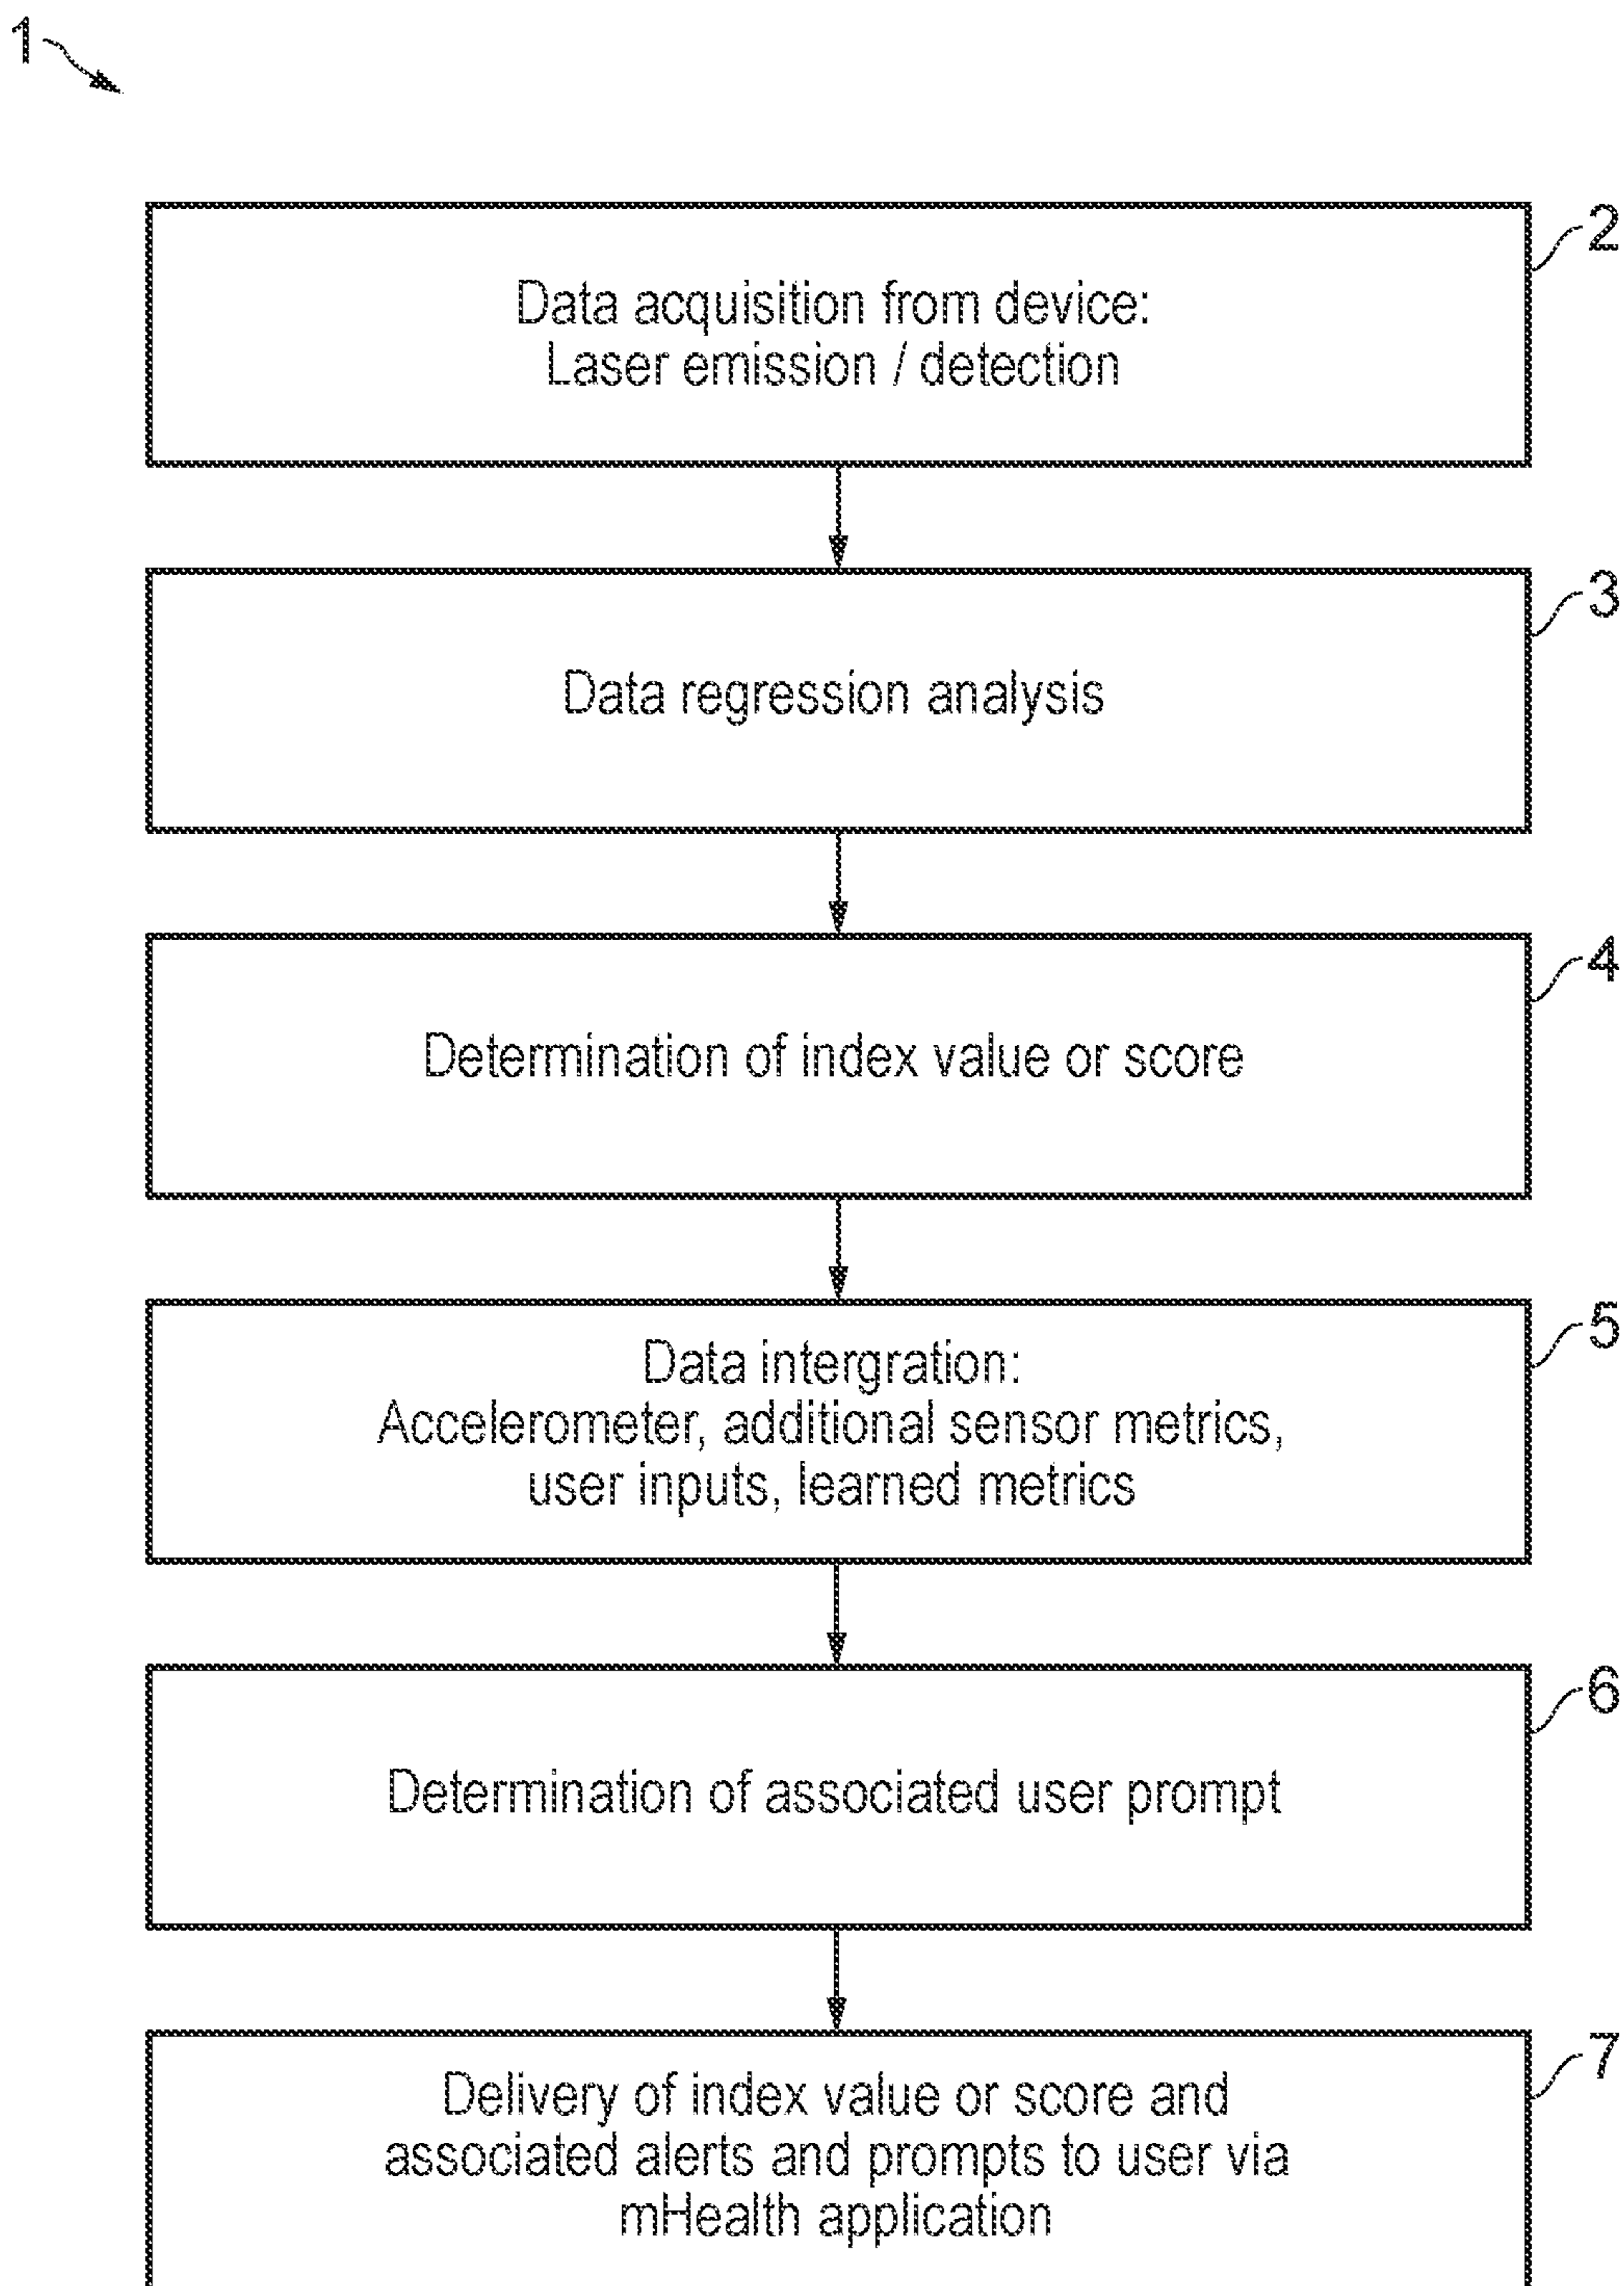 1
2
Data acquisition from device:
Laser emission / detection
3
Data regression analysis
4
Determination of index value or score
5
Data intergration:
Accelerometer, additional sensor metrics,
user inputs, learned metrics
6
Determination of associated user prompt
7
Delivery of index value or score and
associated alerts and prompts to user via
mHealth application